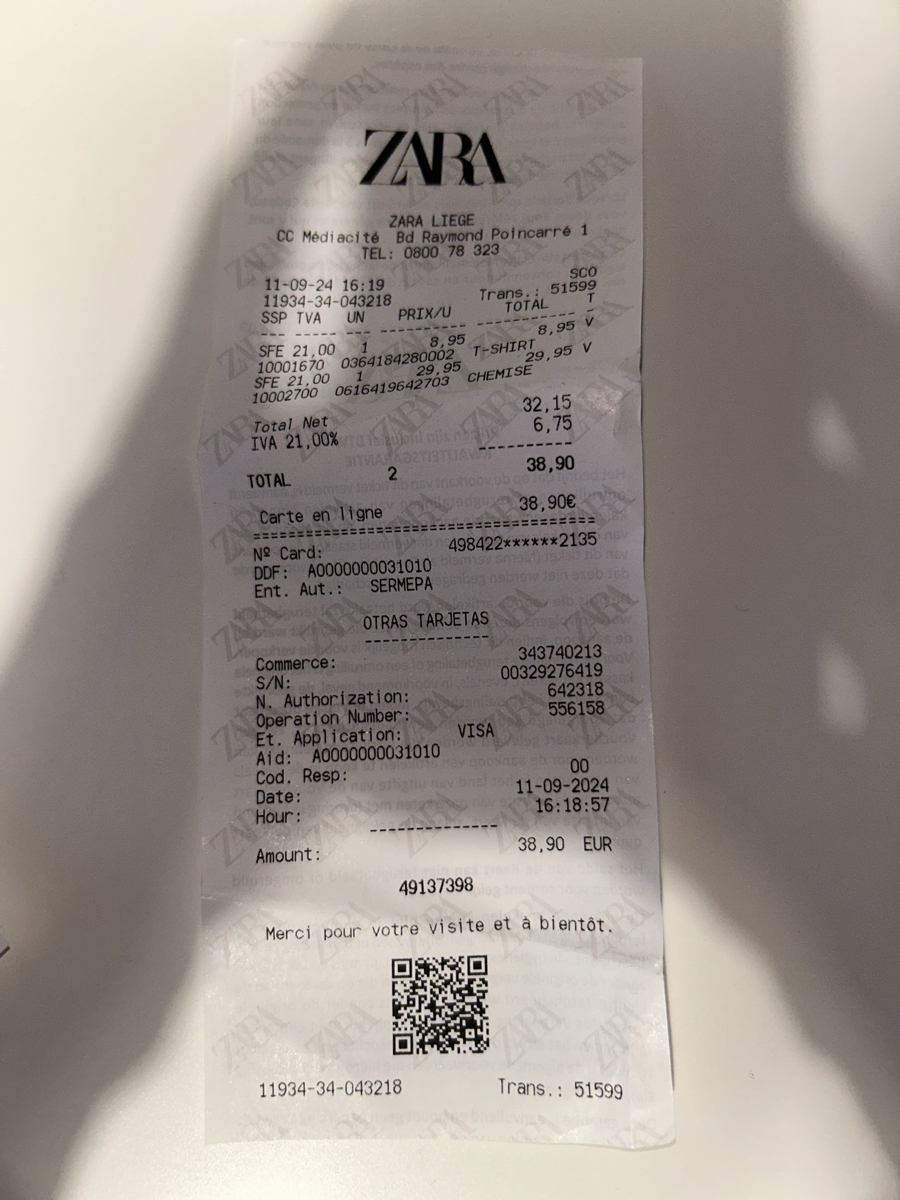 ZARA
ZARA LIEGE
CC Médiacité Bd Raymond Poincarré 1
TEL: 0800 78 323
SCO
11-09-24 16:19
11934-34-043218 Trans.: 51599
SSP TVA UN PRIX/U TOTAL T
SFE 21,00 1 8,95 8,95 V
10001670 0364184280002 T-SHIRT
SFE 21,00 1 29,95 29,95 V
10002700 0616419642703 CHEMISE
Total Net 32,15
IVA 21,00% 6,75
TOTAL 2 38,90
Carte en ligne 38,90€
Nº Card: 498422******2135
DDF: A0000000031010
Ent. Aut.: SERMEPA
OTRAS TARJETAS
Commerce: 343740213
S/N: 00329276419
N. Authorization: 642318
Operation Number: 556158
Et. Application: VISA
Aid: A0000000031010
Cod. Resp: 00
Date: 11-09-2024
Hour: 16:18:57
Amount: 38,90 EUR
49137398
Merci pour votre visite et à bientôt.
11934-34-043218 Trans.: 51599